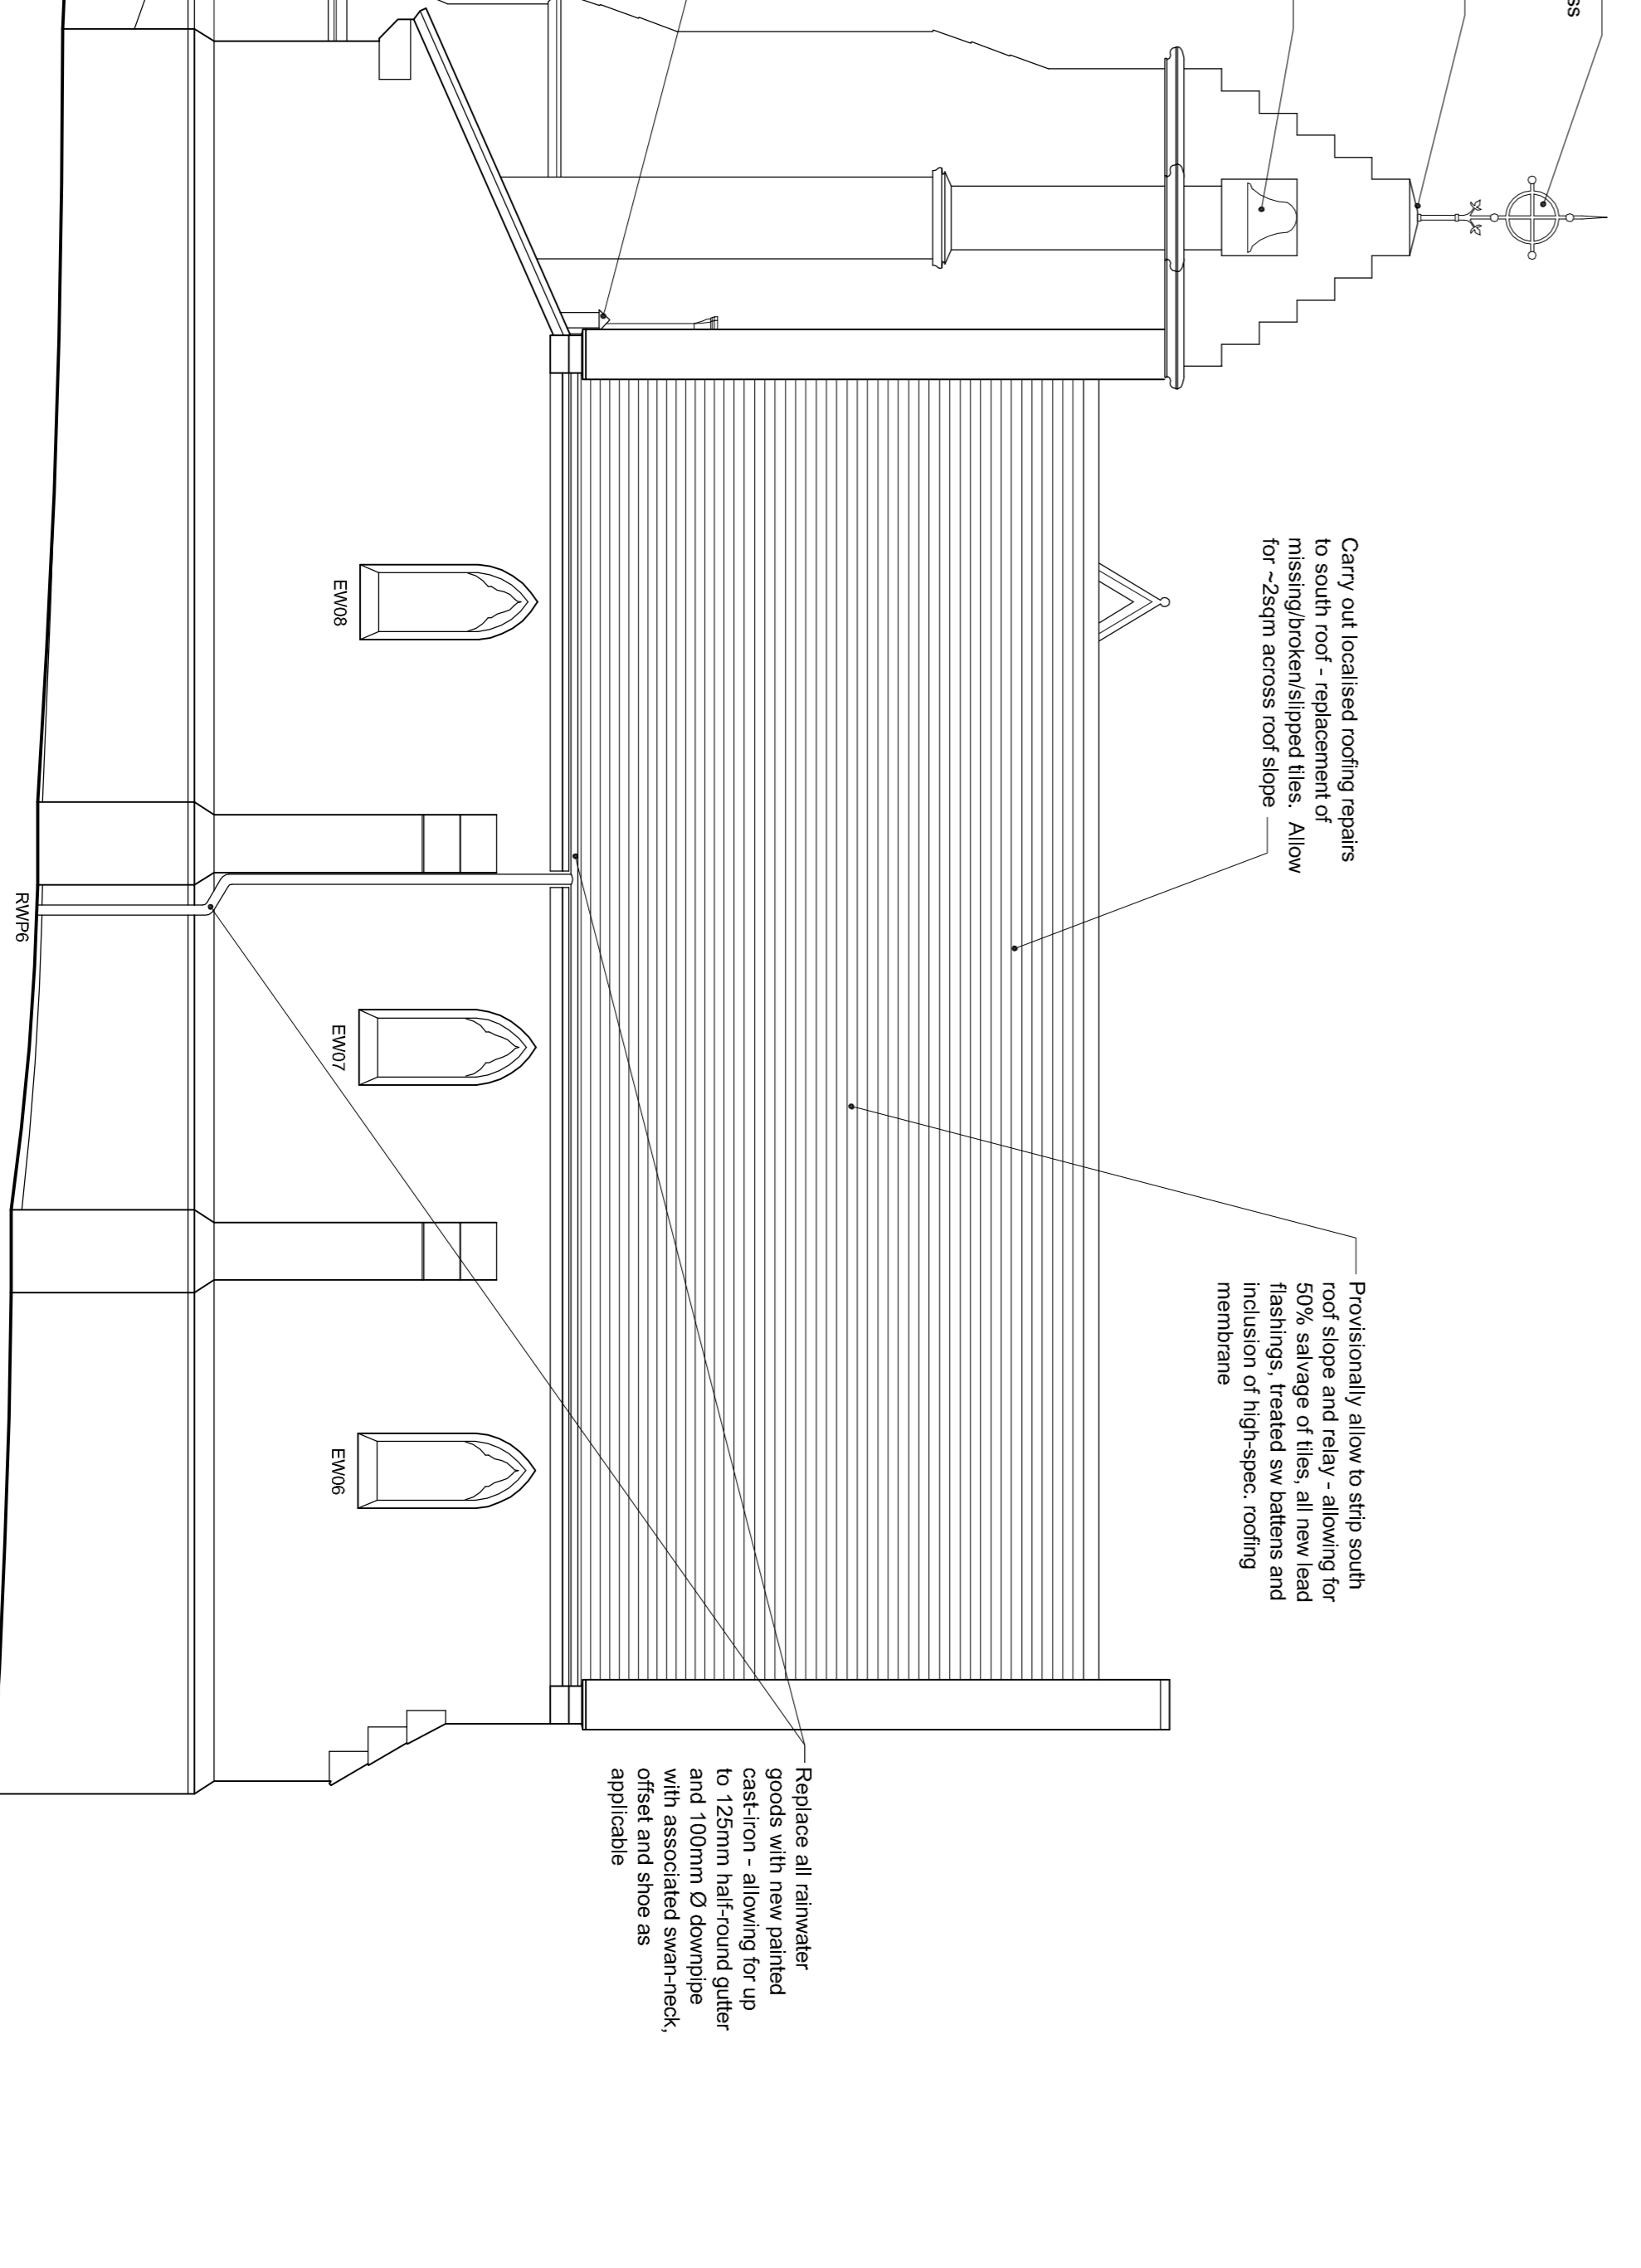 ss
Carry out localised roofing repairs
to south roof - replacement of
missing/broken/slipped tiles.  Allow
for ~2sqm across roof slope
Provisionally allow to strip south
roof slope and relay - allowing for
50% salvage of tiles, all new lead
flashings, treated sw battens and
inclusion of high-spec. roofing
membrane
Replace all rainwater
goods with new painted
cast-iron - allowing for up
to 125mm half-round gutter
and 100mm Ø downpipe
with associated swan-neck,
offset and shoe as
applicable
EW08
EW07
EW06
RWP6